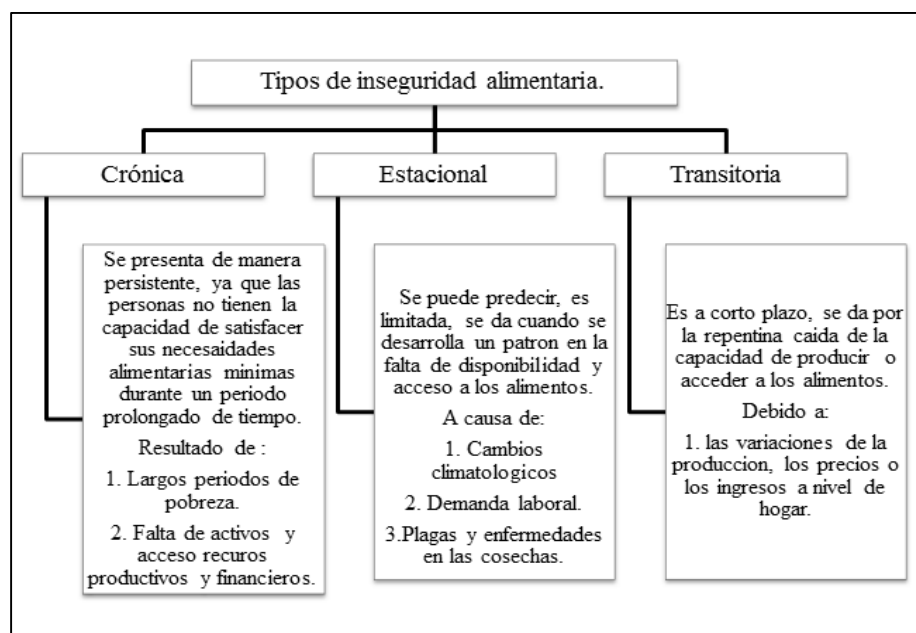 Tipos de inseguridad alimentaria.
Crónica
Se presenta de manera
persistente, ya que las
personas no tienen la
capacidad de satisfacer
sus necesaidades
alimentarias minimas
durante un periodo
prolongado de tiempo.
Resultado de :
1. Largos periodos de
pobreza.
2. Falta de activos y
acceso recuros
productivos y financieros.
Estacional
Se puede predecir, es
limitada, se da cuando se
desarrolla un patron en la
falta de disponibilidad y
acceso a los alimentos.
A causa de:
1. Cambios
climatologicos
2. Demanda laboral.
3.Plagas y enfermedades
en las cosechas.
Transitoria
Es a corto plazo, se da por
la repentina caida de la
capacidad de producir o
acceder a los alimentos.
Debido a:
1. las variaciones de la
produccion, los precios o
los ingresos a nivel de
hogar.